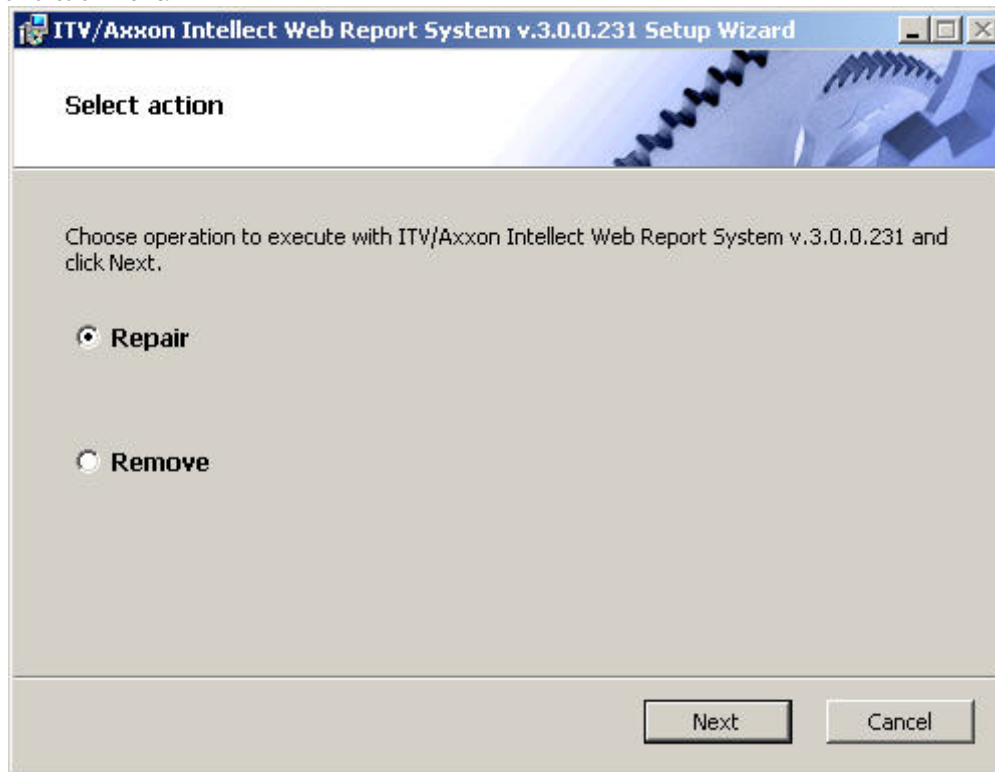 ITV/Axxon Intellect Web Report System v.3.0.0.231 Setup Wizard
Select action
Choose operation to execute with ITV/Axxon Intellect Web Report System v.3.0.0.231 and
click Next.
Repair
Remove
Next
Cancel